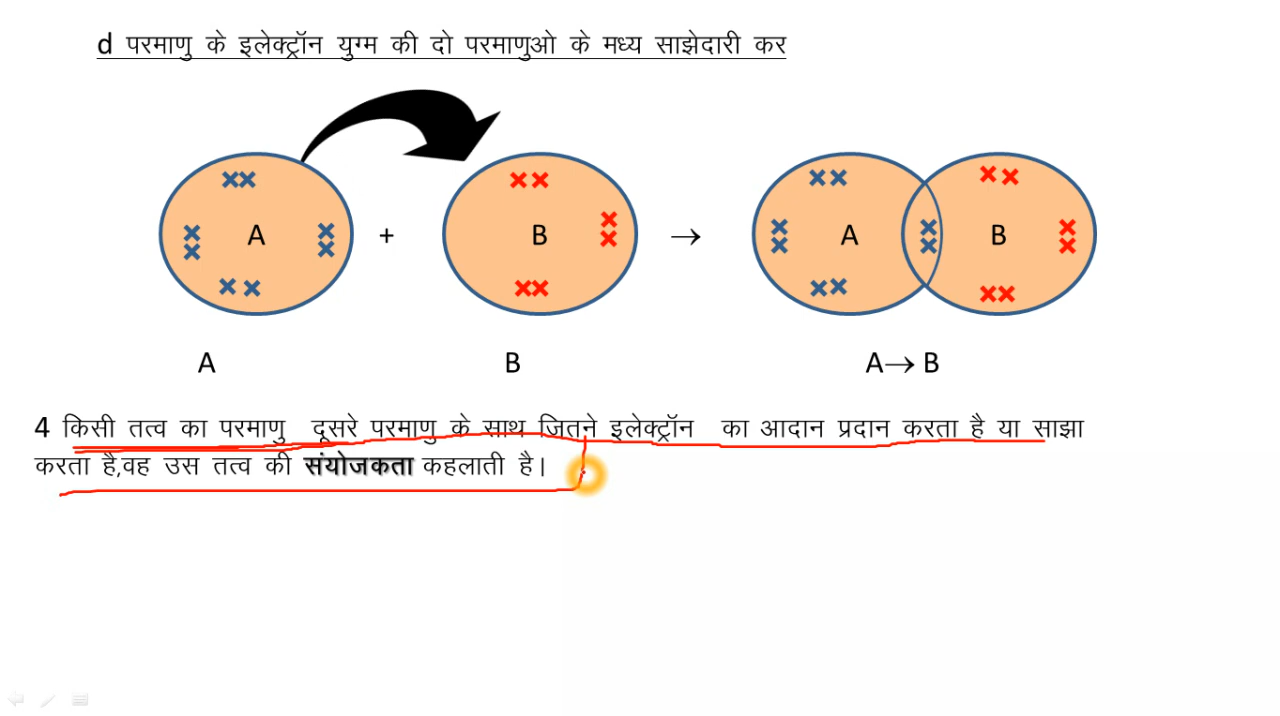 d परमाणु के इलेक्ट्रॉन युग्म की दो परमाणुओ के मध्य साझेदारी कर
A + B → A B
A B A→ B
4 किसी तत्व का परमाणु दूसरे परमाणु के साथ जितने इलेक्ट्रॉन का आदान प्रदान करता है या साझा
करता है,वह उस तत्व की संयोजकता कहलाती है।